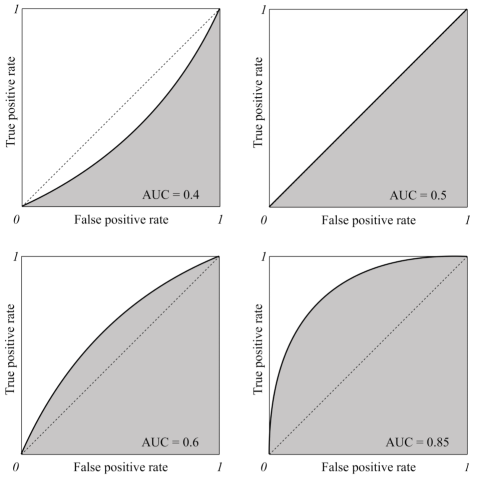 1
True positive rate
AUC = 0.4
0 False positive rate 1
1
True positive rate
AUC = 0.5
0 False positive rate 1
1
True positive rate
AUC = 0.6
0 False positive rate 1
1
True positive rate
AUC = 0.85
0 False positive rate 1